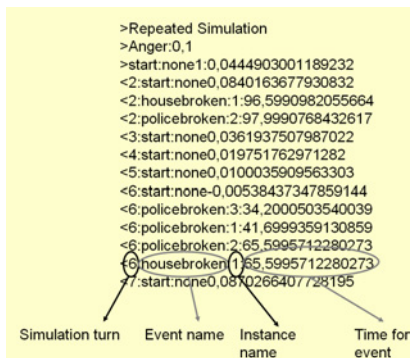 >Repeated Simulation
>Anger:0,1
>start:none1:0,0444903001189232
<2:start:none0,0840163677930832
<2:housebroken:1:96,5990982055664
<2:policebroken:2:97,9990768432617
<3:start:none0,0361937507987022
<4:start:none0,019751762971282
<5:start:none0,0100035909563303
<6:start:none-0,00538437347859144
<6:policebroken:3:34,2000503540039
<6:policebroken:1:41,6999359130859
<6:policebroken:2:65,5995712280273
<6:housebroken:1:65,5995712280273
<7:start:none0,0870266407728195
Simulation turn Event name Instance name Time for event